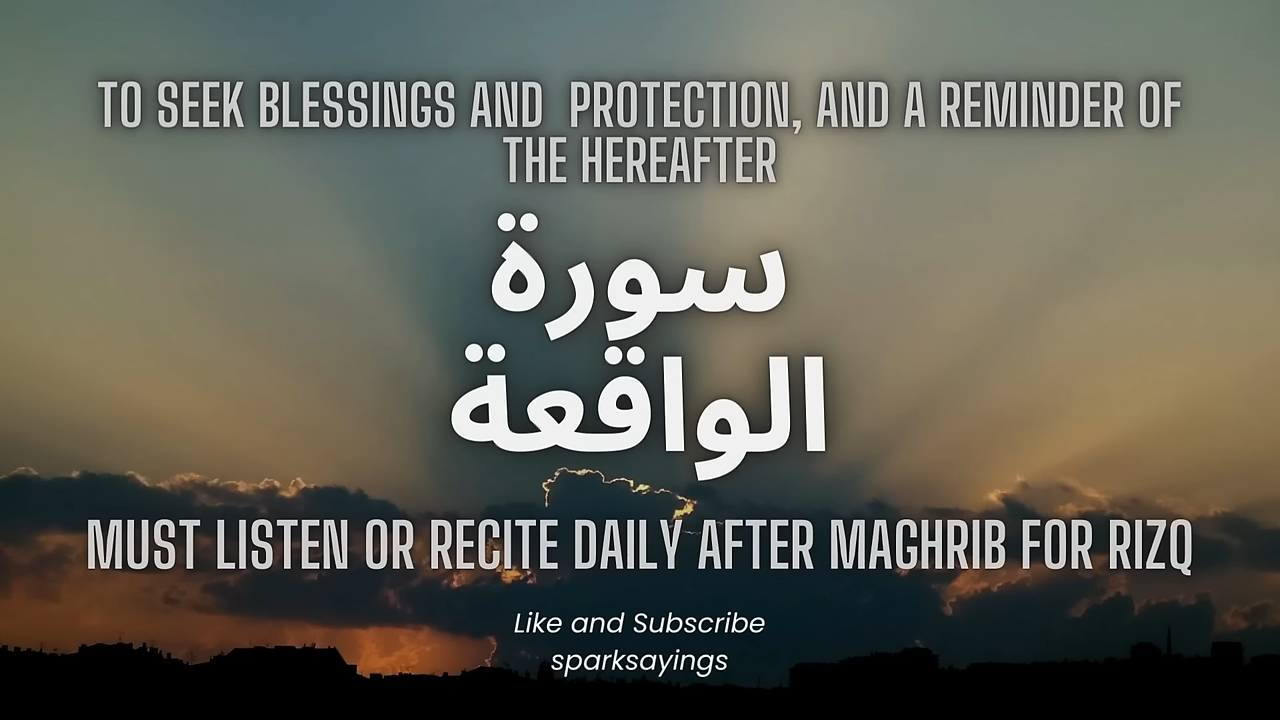 TO SEEK BLESSINGS AND  PROTECTION, AND A REMINDER OF
THE HEREAFTER
سورة
الواقعة
MUST LISTEN OR RECITE DAILY AFTER MAGHRIB FOR RIZQ
Like and Subscribe
sparksayings